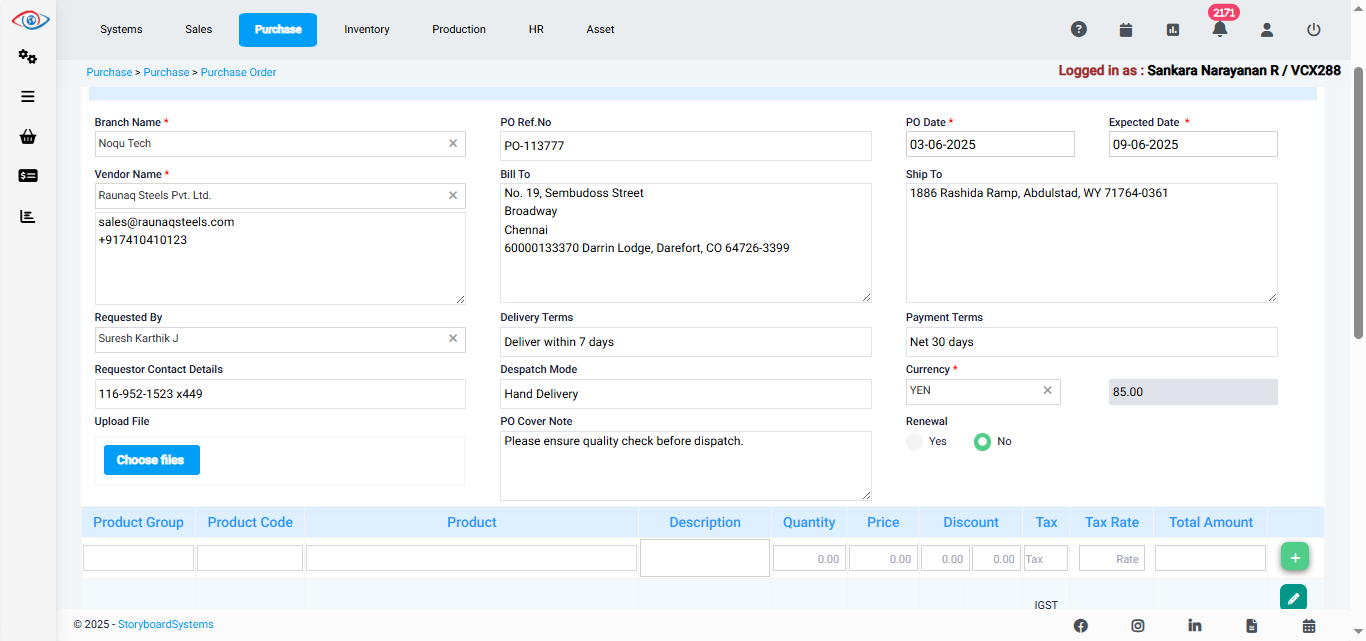 2171
Systems Sales Purchase Inventory Production HR Asset
Purchase > Purchase > Purchase Order
Logged in as : Sankara Narayanan R / VCX288
Branch Name *
Noqu Tech ×
PO Ref.No
PO-113777
PO Date *
03-06-2025
Expected Date *
09-06-2025
Vendor Name *
Raunaq Steels Pvt. Ltd. ×
sales@raunaqsteels.com
+917410410123
Bill To
No. 19, Sembudoss Street
Broadway
Chennai
60000133370 Darrin Lodge, Darefort, CO 64726-3399
Ship To
1886 Rashida Ramp, Abdulstad, WY 71764-0361
Requested By
Suresh Karthik J ×
Delivery Terms
Deliver within 7 days
Payment Terms
Net 30 days
Requestor Contact Details
116-952-1523 x449
Despatch Mode
Hand Delivery
Currency *
YEN ×
85.00
Upload File
Choose files
PO Cover Note
Please ensure quality check before dispatch.
Renewal
Yes No
Product Group Product Code Product Description Quantity Price Discount Tax Tax Rate Total Amount
0.00 0.00 0.00 0.00 Tax Rate +
IGST
© 2025 - StoryboardSystems